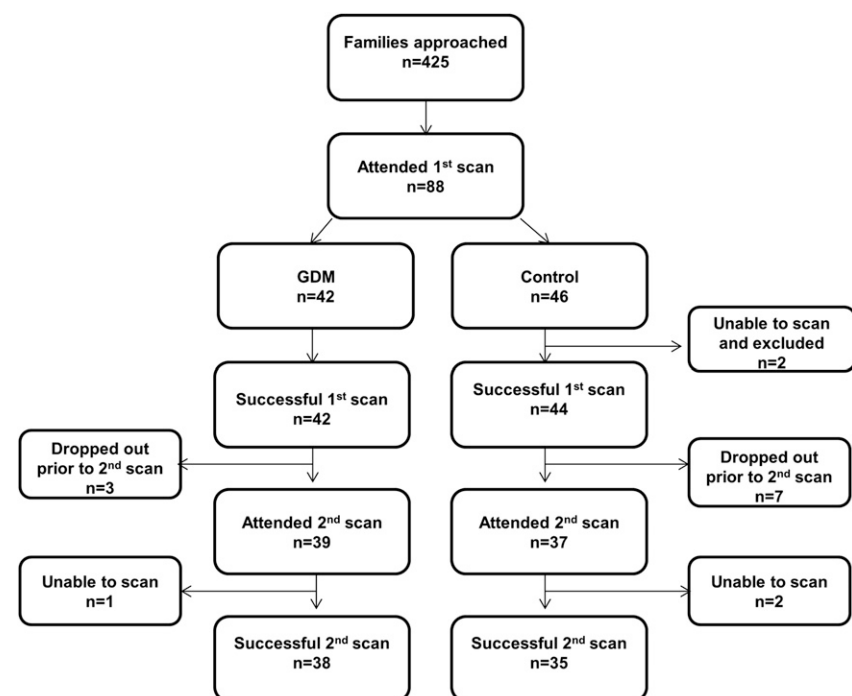 Families approached
n=425
Attended 1st scan
n=88
GDM
n=42
Control
n=46
Unable to scan
and excluded
n=2
Successful 1st scan
n=42
Successful 1st scan
n=44
Dropped out
prior to 2nd scan
n=3
Dropped out
prior to 2nd scan
n=7
Attended 2nd scan
n=39
Attended 2nd scan
n=37
Unable to scan
n=1
Unable to scan
n=2
Successful 2nd scan
n=38
Successful 2nd scan
n=35